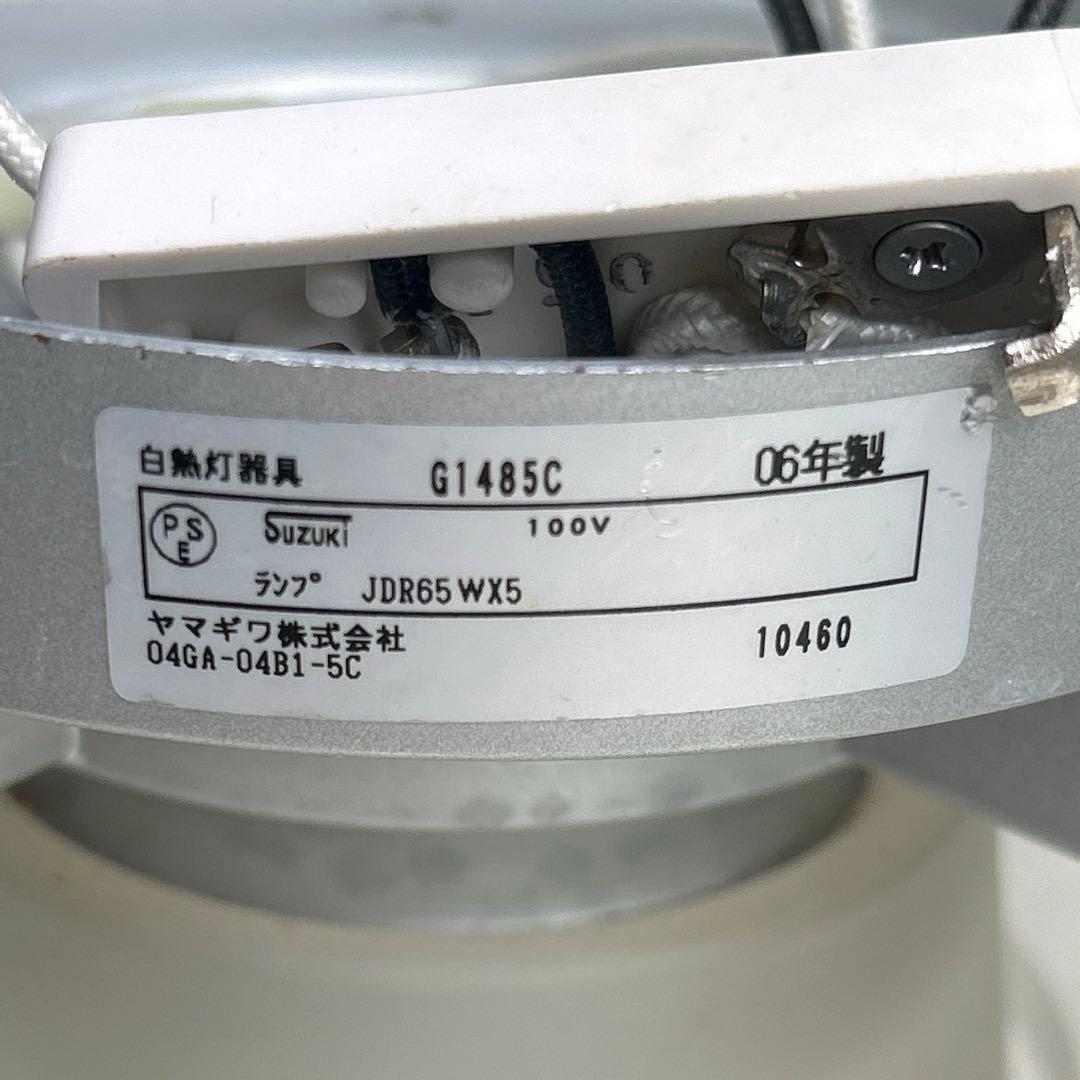 白熱灯器具 G1485C 06年製
PSE SUZUKI 100V
ランプ JDR65WX5
ヤマギワ株式会社
04GA-04B1-5C 10460